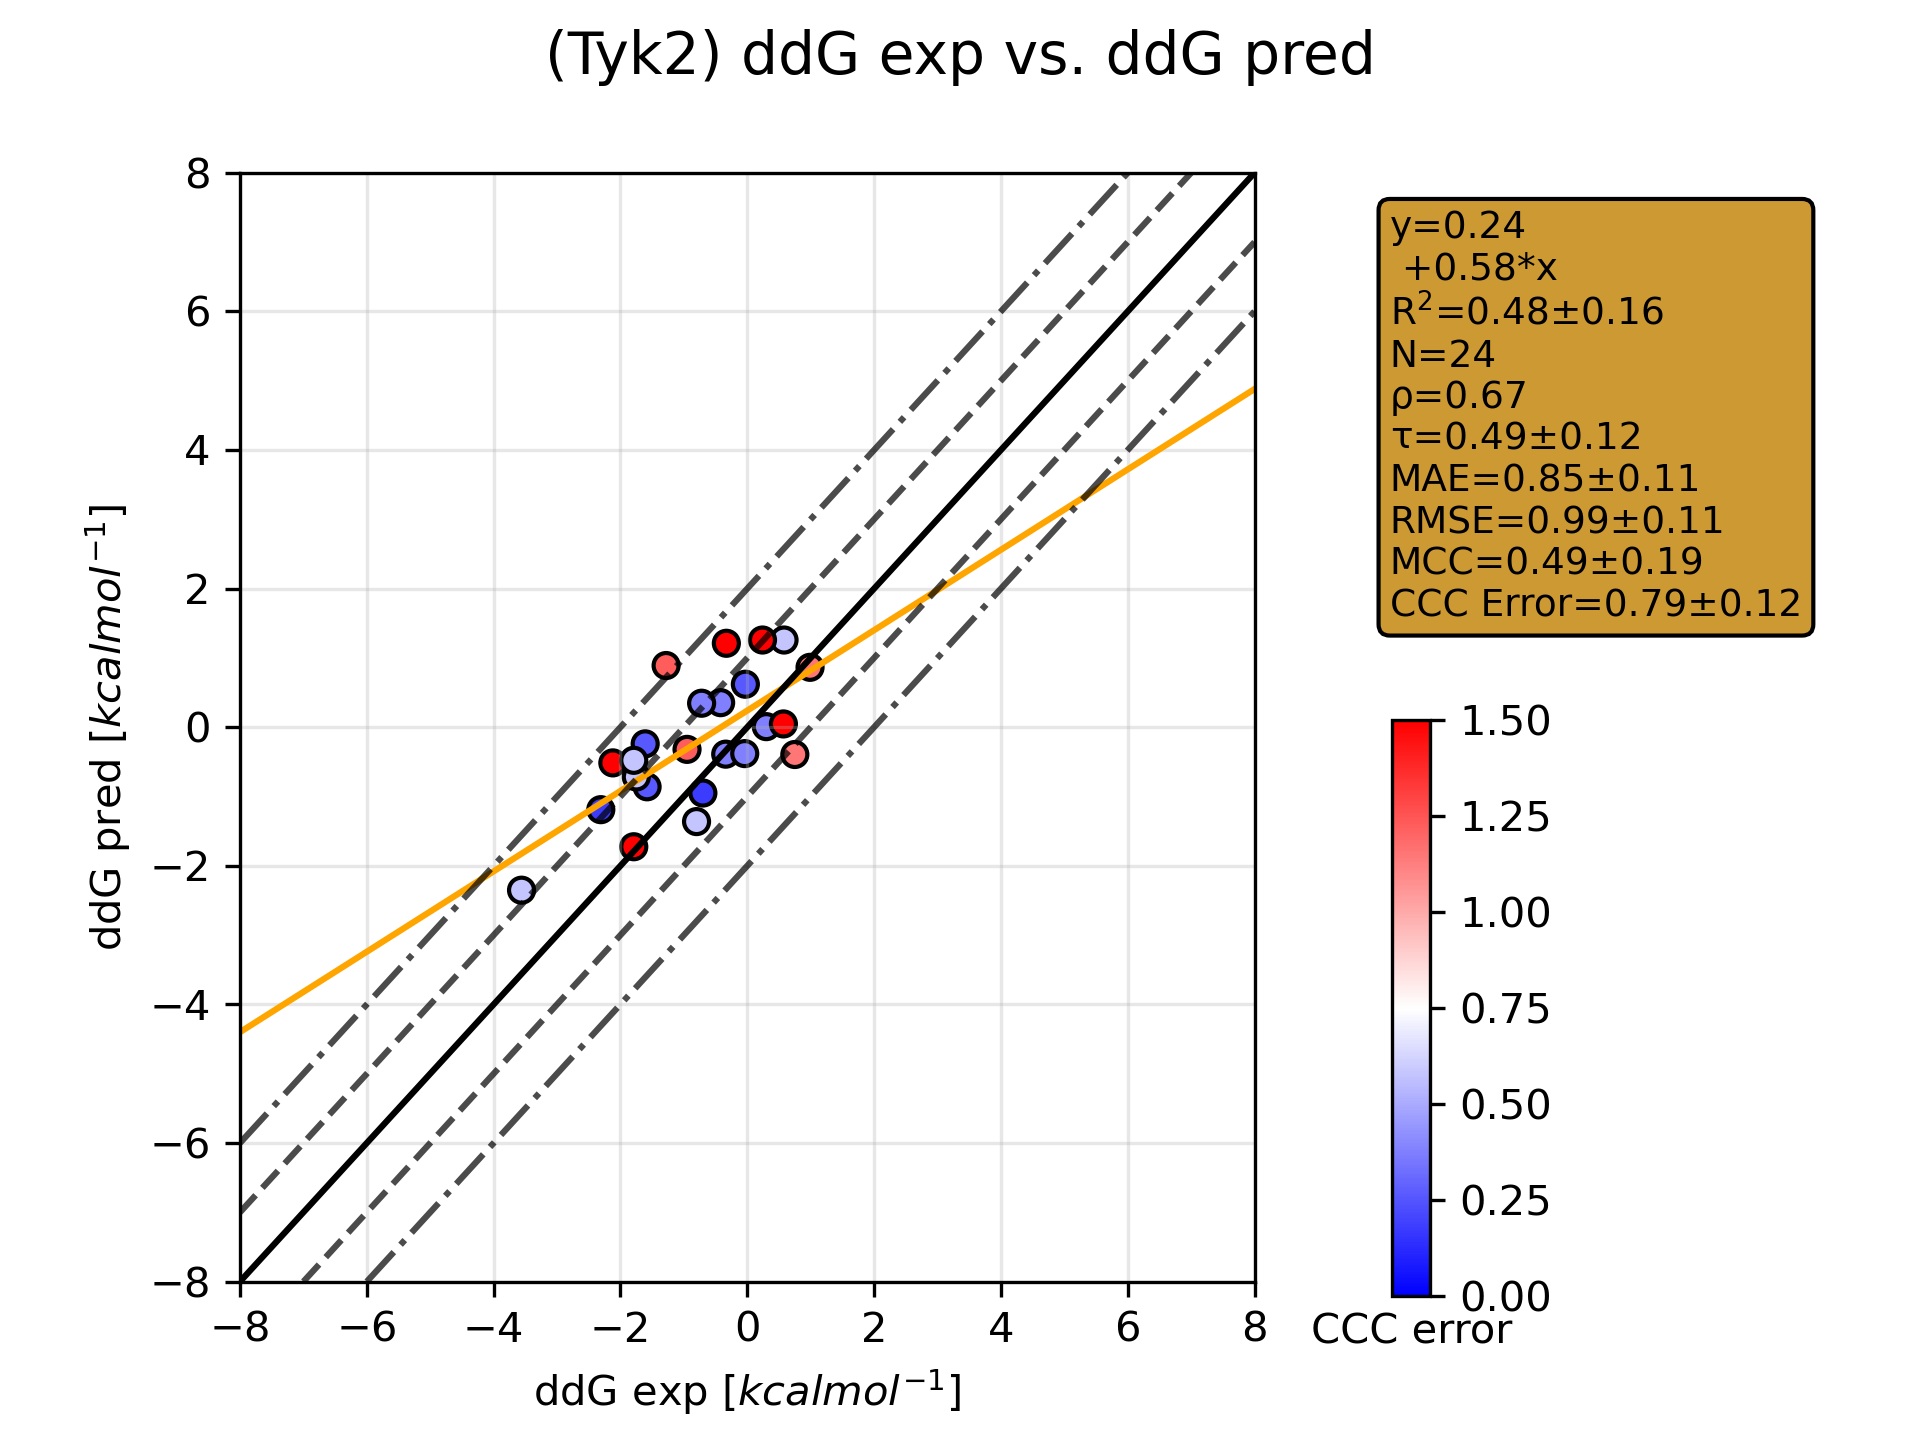 (Tyk2) ddG exp vs. ddG pred
8
6
4
2
0
−2
−4
−6
−8
ddG pred [kcalmol⁻¹]
−8 −6 −4 −2 0 2 4 6 8
ddG exp [kcalmol⁻¹]
y=0.24
+0.58*x
R²=0.48±0.16
N=24
ρ=0.67
τ=0.49±0.12
MAE=0.85±0.11
RMSE=0.99±0.11
MCC=0.49±0.19
CCC Error=0.79±0.12
1.50
1.25
1.00
0.75
0.50
0.25
0.00
CCC error